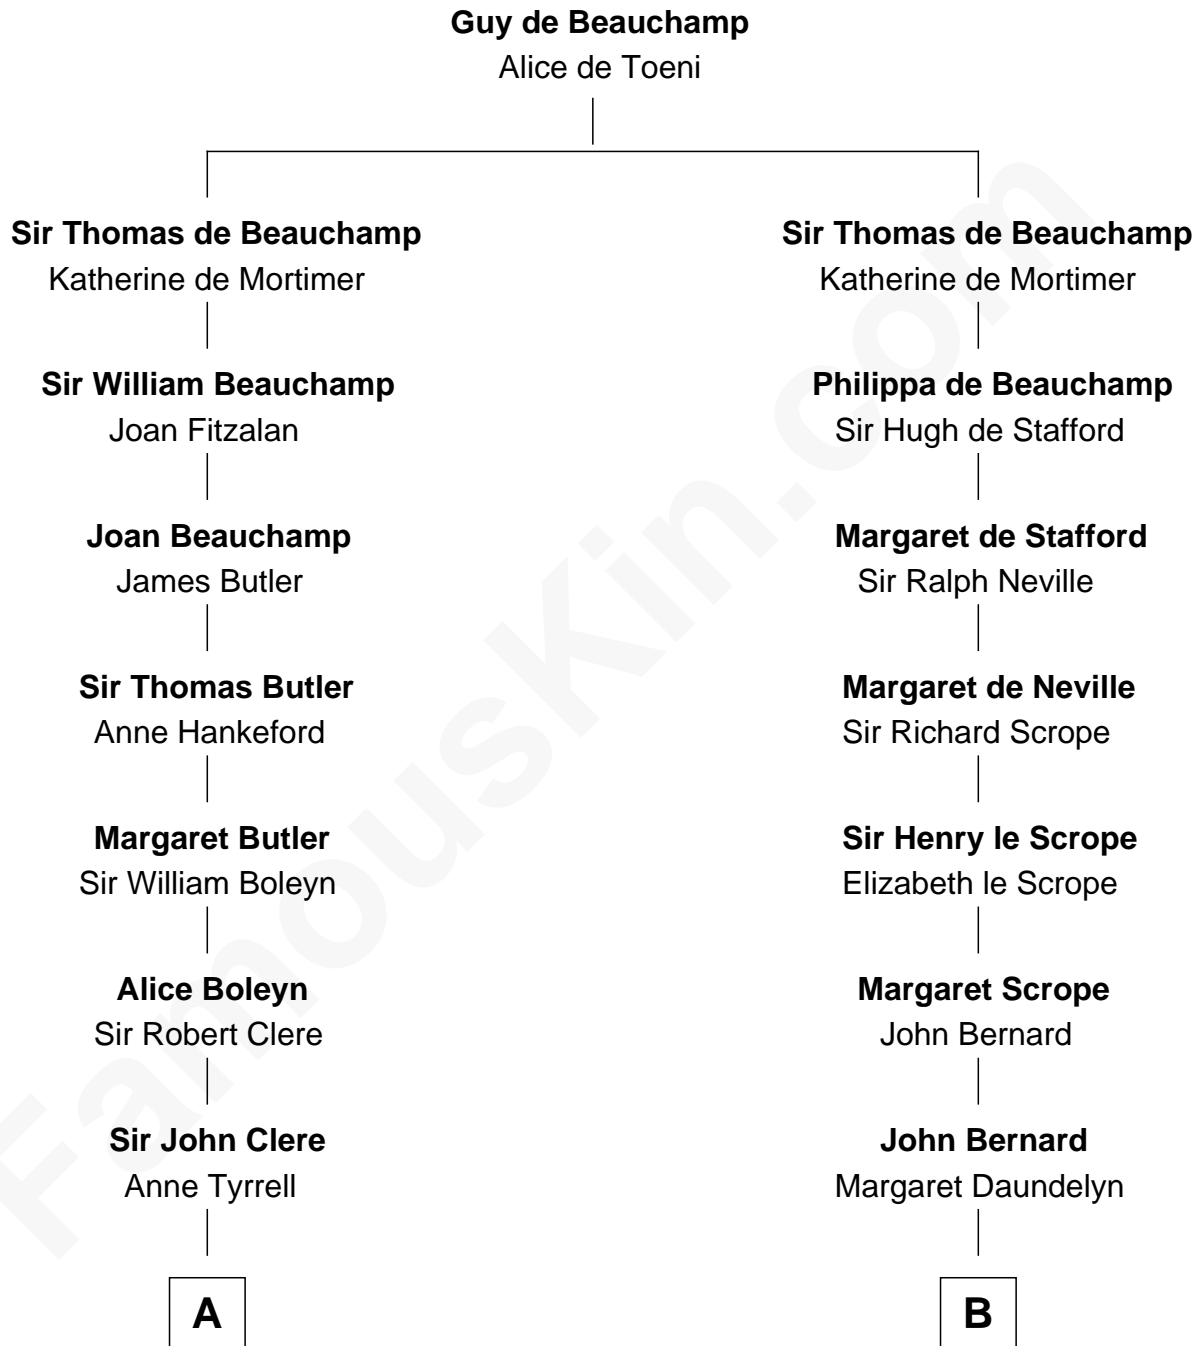 Guy de Beauchamp
Alice de Toeni
Sir Thomas de Beauchamp
Katherine de Mortimer
Sir Thomas de Beauchamp
Katherine de Mortimer
Sir William Beauchamp
Joan Fitzalan
Philippa de Beauchamp
Sir Hugh de Stafford
Joan Beauchamp
James Butler
Margaret de Stafford
Sir Ralph Neville
Sir Thomas Butler
Anne Hankeford
Margaret de Neville
Sir Richard Scrope
Margaret Butler
Sir William Boleyn
Sir Henry le Scrope
Elizabeth le Scrope
Alice Boleyn
Sir Robert Clere
Margaret Scrope
John Bernard
Sir John Clere
Anne Tyrrell
John Bernard
Margaret Daundelyn
A
B
FamousKin.com